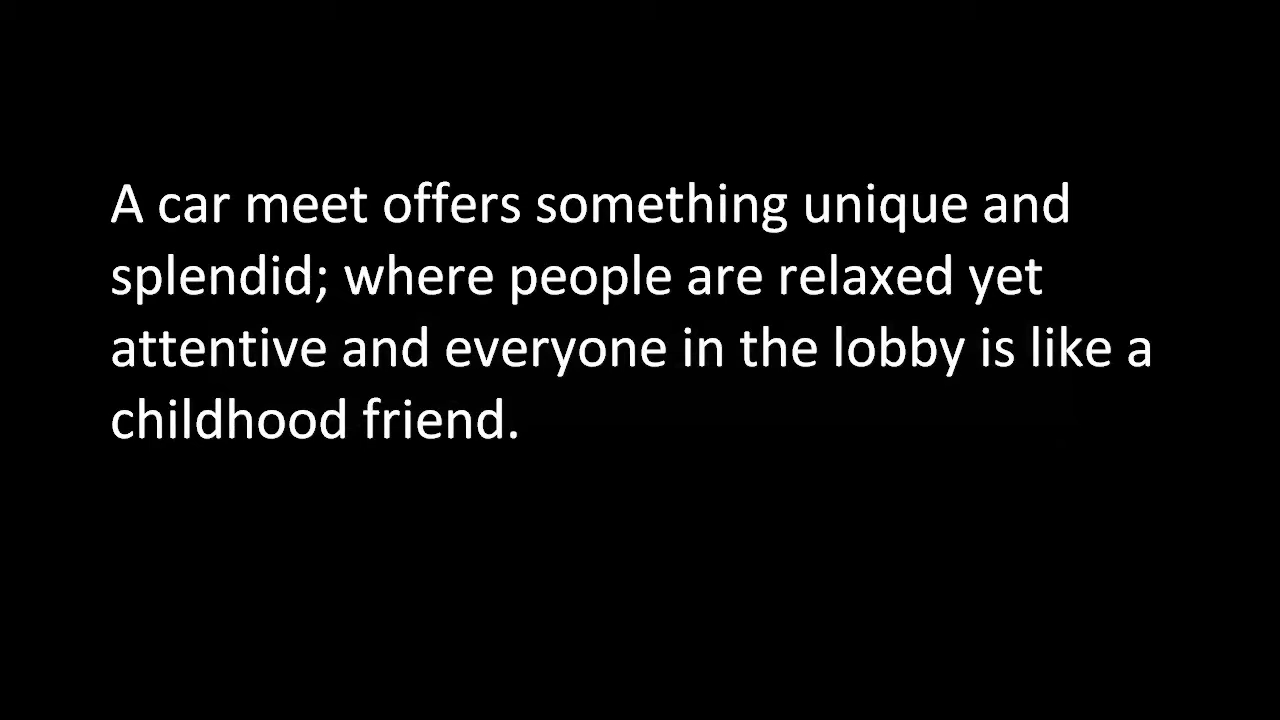 A car meet offers something unique and
splendid; where people are relaxed yet
attentive and everyone in the lobby is like a
childhood friend.